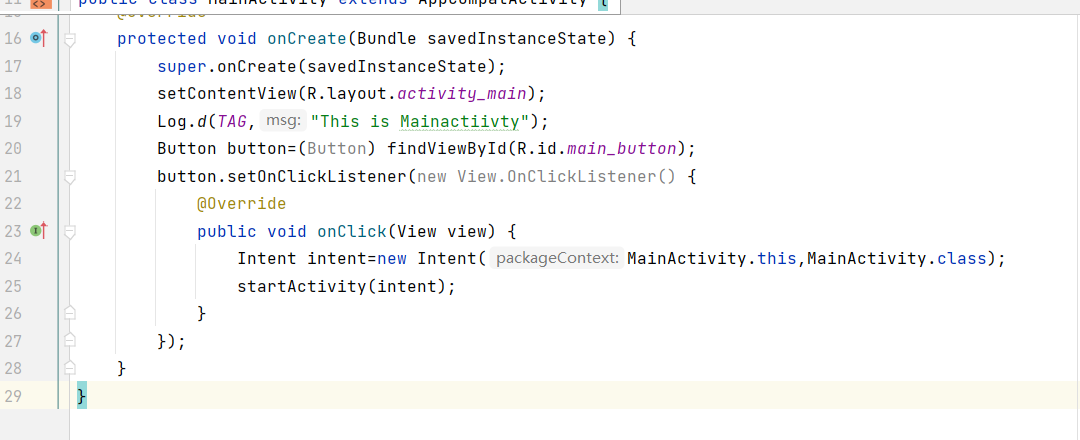 public class MainActivity extends AppCompatActivity {
@Override
16 protected void onCreate(Bundle savedInstanceState) {
17 super.onCreate(savedInstanceState);
18 setContentView(R.layout.activity_main);
19 Log.d(TAG, msg: "This is Mainactiivty");
20 Button button=(Button) findViewById(R.id.main_button);
21 button.setOnClickListener(new View.OnClickListener() {
22 @Override
23 public void onClick(View view) {
24 Intent intent=new Intent( packageContext: MainActivity.this,MainActivity.class);
25 startActivity(intent);
26 }
27 });
28 }
29 }